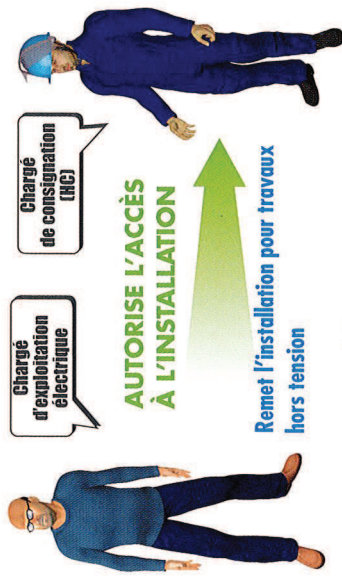 Chargé
d'exploitation
électrique
Chargé
de consignation
(HC)
AUTORISE L'ACCÈS
À L'INSTALLATION
Remet l'installation pour travaux
hors tension